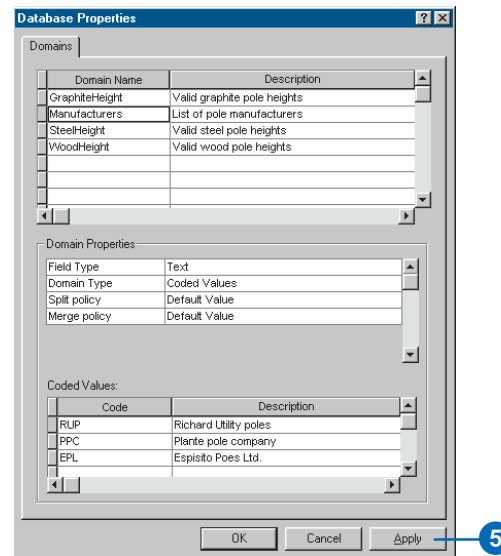 Database Properties
Domains
Domain Name Description
GraphiteHeight Valid graphite pole heights
Manufacturers List of pole manufacturers
SteelHeight Valid steel pole heights
WoodHeight Valid wood pole heights
Domain Properties
Field Type Text
Domain Type Coded Values
Split policy Default Value
Merge policy Default Value
Coded Values:
Code Description
RUP Richard Utility poles
PPC Plante pole company
EPL Espisito Poes Ltd.
OK Cancel Apply 5